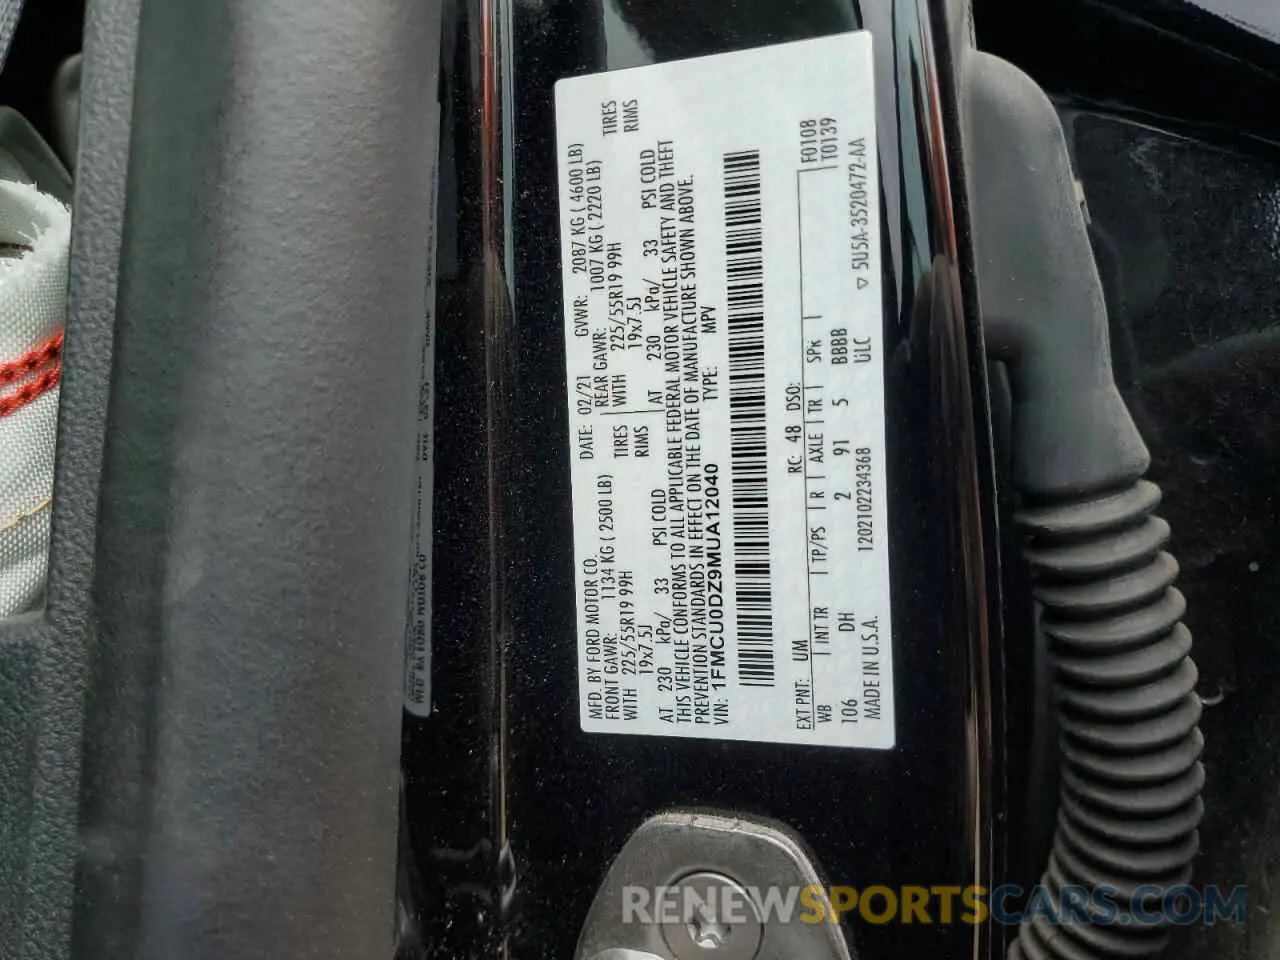 MFD. BY FORD MOTOR CO. DATE: 02/21 GVWR: 2087 KG ( 4600 LB)
FRONT GAWR: 1134 KG ( 2500 LB) REAR GAWR: 1007 KG ( 2220 LB)
WITH 225/55R19 99H TIRES WITH 225/55R19 99H TIRES
19x7.5J RIMS 19x7.5J RIMS
AT 230 kPa/ 33 PSI COLD AT 230 kPa/ 33 PSI COLD
THIS VEHICLE CONFORMS TO ALL APPLICABLE FEDERAL MOTOR VEHICLE SAFETY AND THEFT
PREVENTION STANDARDS IN EFFECT ON THE DATE OF MANUFACTURE SHOWN ABOVE.
VIN: 1FMCU0DZ9MUA12040 TYPE: MPV
EXT PNT: UM RC: 48 DSO: F0108
WB INT TR TP/PS R AXLE TR SPR T0139
106 DH 2 91 5 BBBB
MADE IN U.S.A. 1202102234368 ULC ▽ 5U5A-3520472-AA
RENEWSPORTSCARS.COM